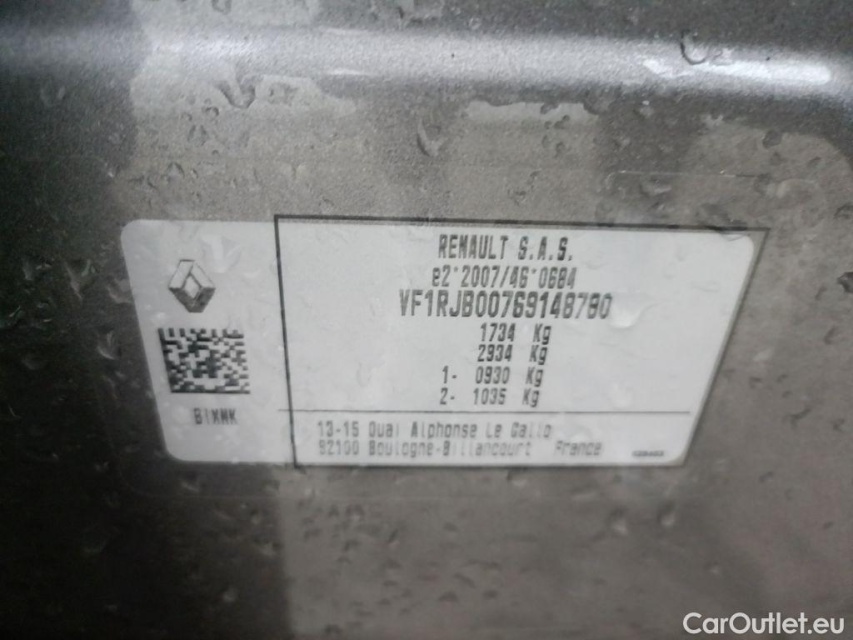 RENAULT S.A.S.
e2*2007/46*0684
VF1RJB00769148780
1734 Kg
2934 Kg
1- 0930 Kg
2- 1035 Kg
13-15 Quai Alphonse Le Gallo
92100 Boulogne-Billancourt France
CarOutlet.eu